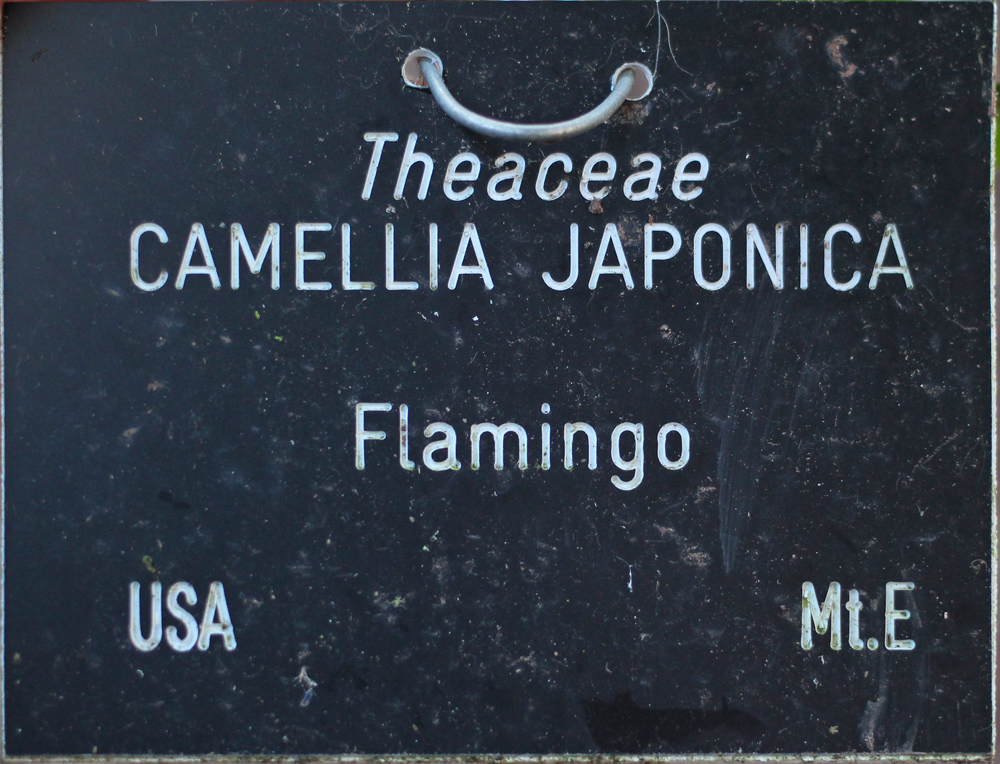 Theaceae
CAMELLIA JAPONICA
Flamingo
USA Mt.E